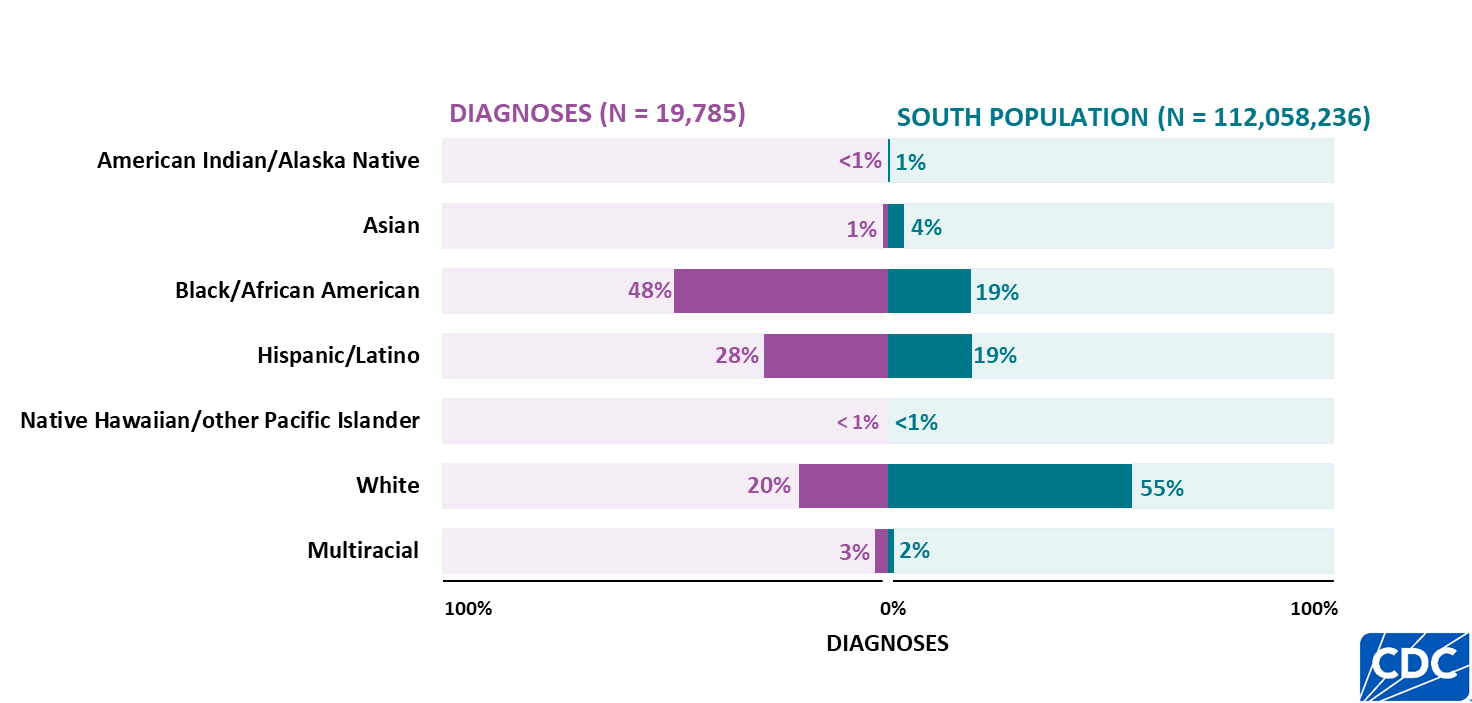 DIAGNOSES (N = 19,785)
SOUTH POPULATION (N = 112,058,236)
American Indian/Alaska Native <1% 1%
Asian 1% 4%
Black/African American 48% 19%
Hispanic/Latino 28% 19%
Native Hawaiian/other Pacific Islander < 1% <1%
White 20% 55%
Multiracial 3% 2%
100% 0% 100%
DIAGNOSES
CDC